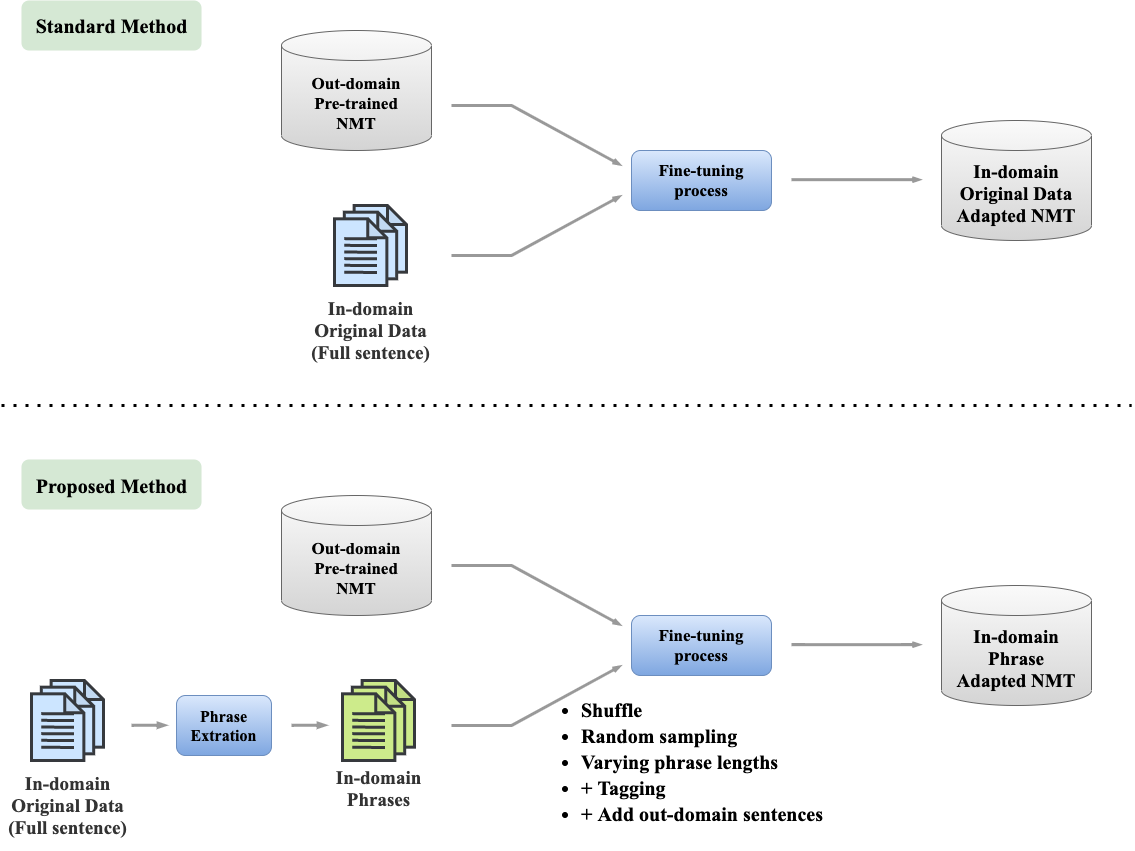 Standard Method
Out-domain
Pre-trained
NMT
Fine-tuning
process
In-domain
Original Data
Adapted NMT
In-domain
Original Data
(Full sentence)
Proposed Method
Out-domain
Pre-trained
NMT
Fine-tuning
process
In-domain
Phrase
Adapted NMT
In-domain
Original Data
(Full sentence)
Phrase
Extration
In-domain
Phrases
• Shuffle
• Random sampling
• Varying phrase lengths
• + Tagging
• + Add out-domain sentences